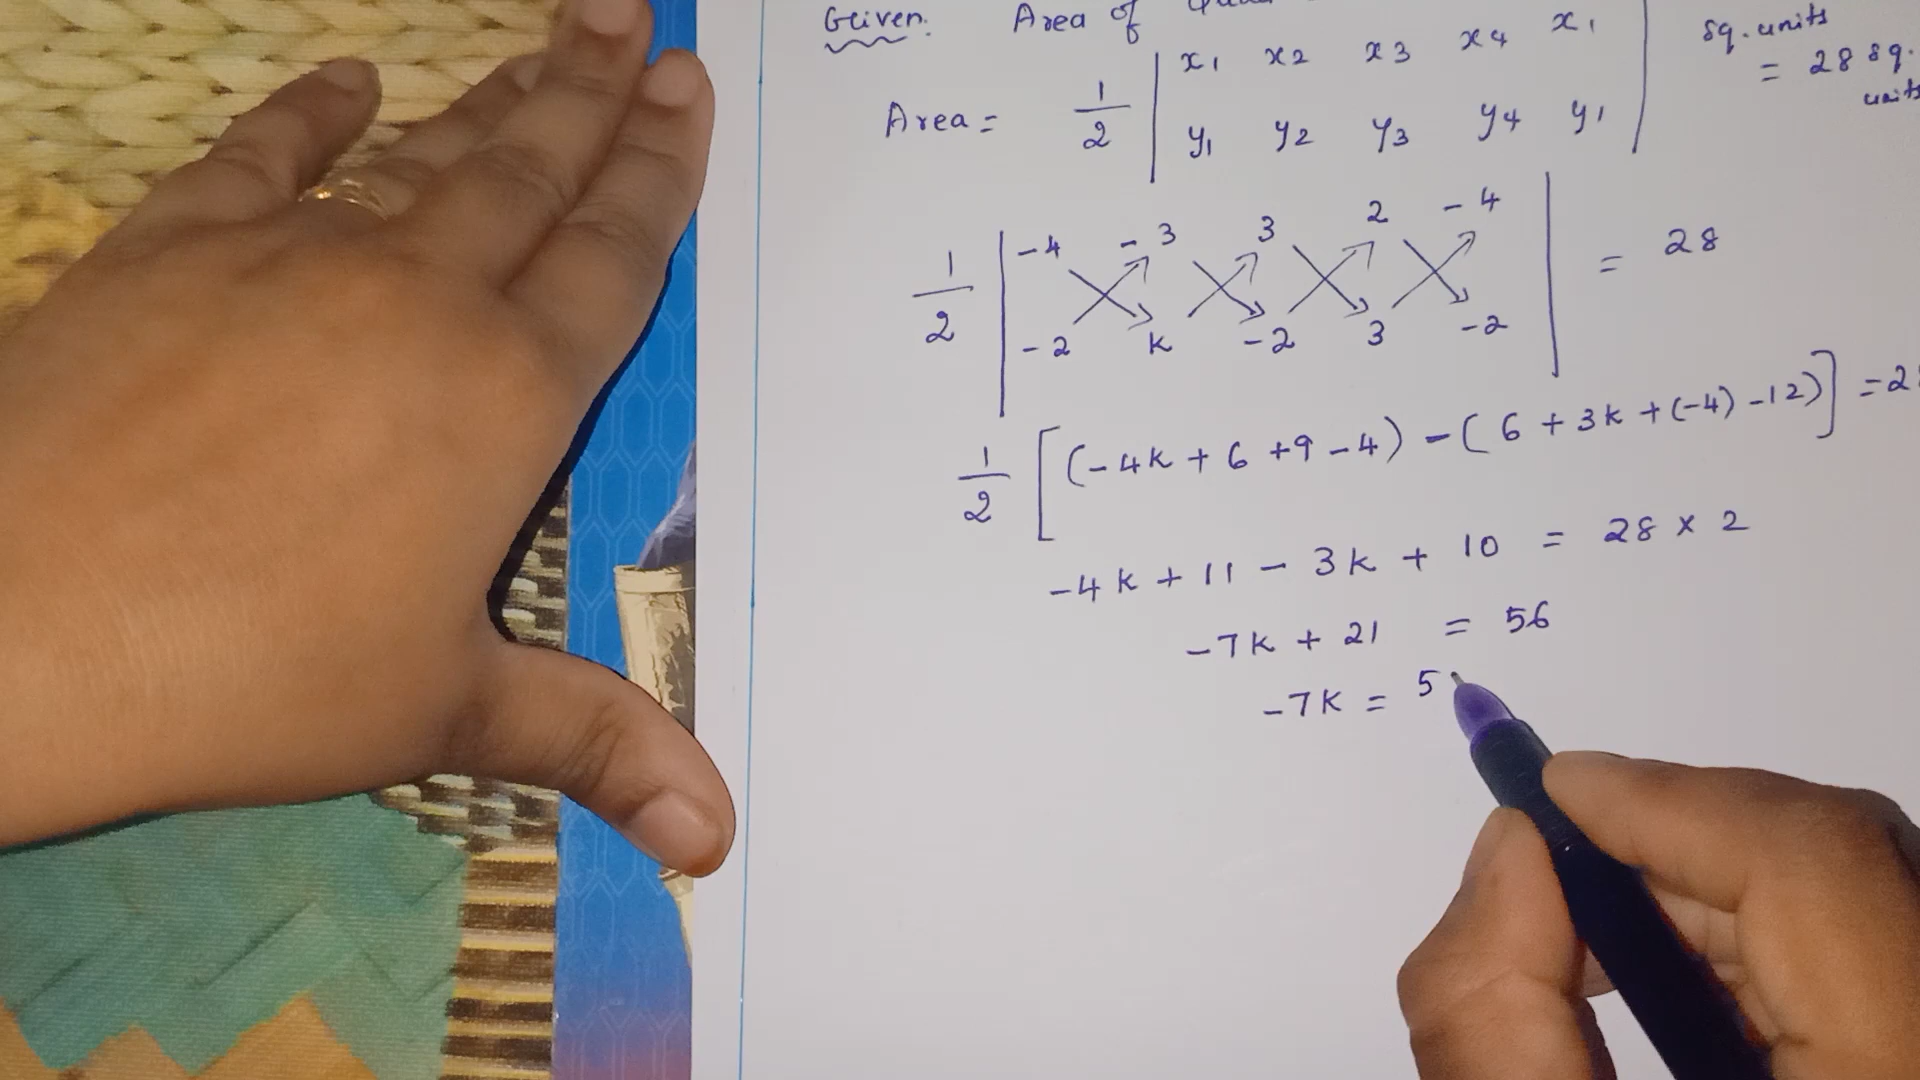 Given. Area of
Area = 1/2 | x1 x2 x3 x4 x1 | sq. units
y1 y2 y3 y4 y1 = 28 sq. units
1/2 | -4 -3 3 2 -4 | = 28
-2 k -2 3 -2
1/2 [(-4k + 6 + 9 - 4) - (6 + 3k + (-4) - 12)] = 2
-4k + 11 - 3k + 10 = 28 × 2
-7k + 21 = 56
-7k = 5